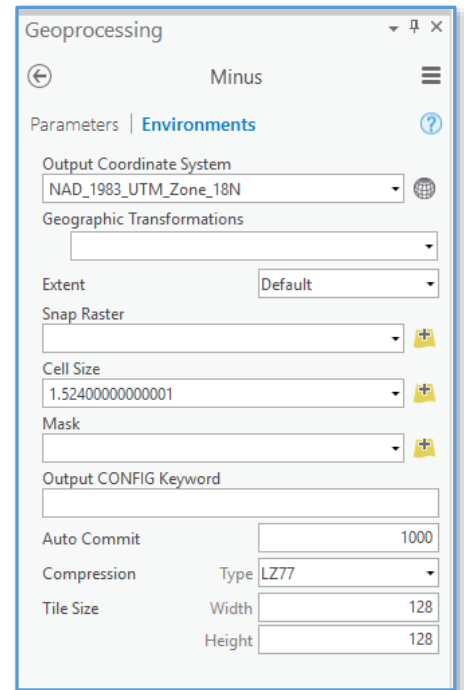 Geoprocessing
Minus
Parameters | Environments
Output Coordinate System
NAD_1983_UTM_Zone_18N
Geographic Transformations
Extent Default
Snap Raster
Cell Size
1.52400000000001
Mask
Output CONFIG Keyword
Auto Commit 1000
Compression Type LZ77
Tile Size Width 128
Height 128